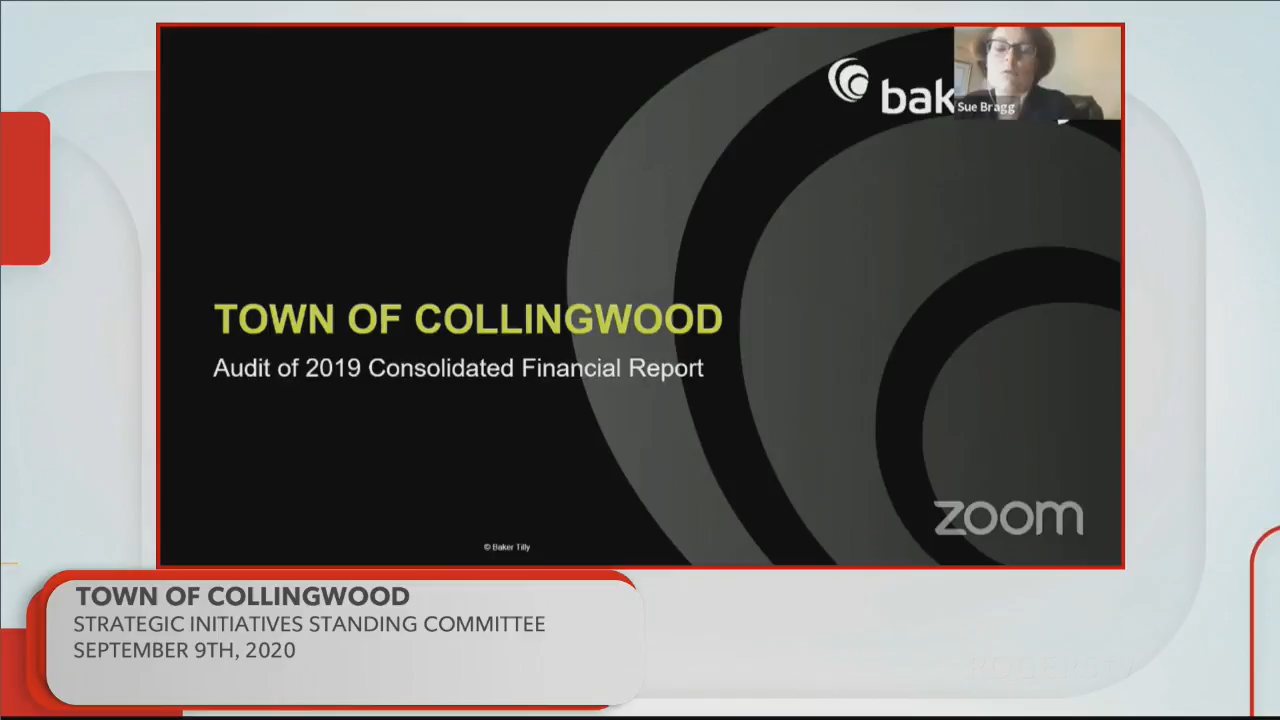 bak
Sue Bragg
TOWN OF COLLINGWOOD
Audit of 2019 Consolidated Financial Report
zoom
© Baker Tilly
TOWN OF COLLINGWOOD
STRATEGIC INITIATIVES STANDING COMMITTEE
SEPTEMBER 9TH, 2020
ROGERStv